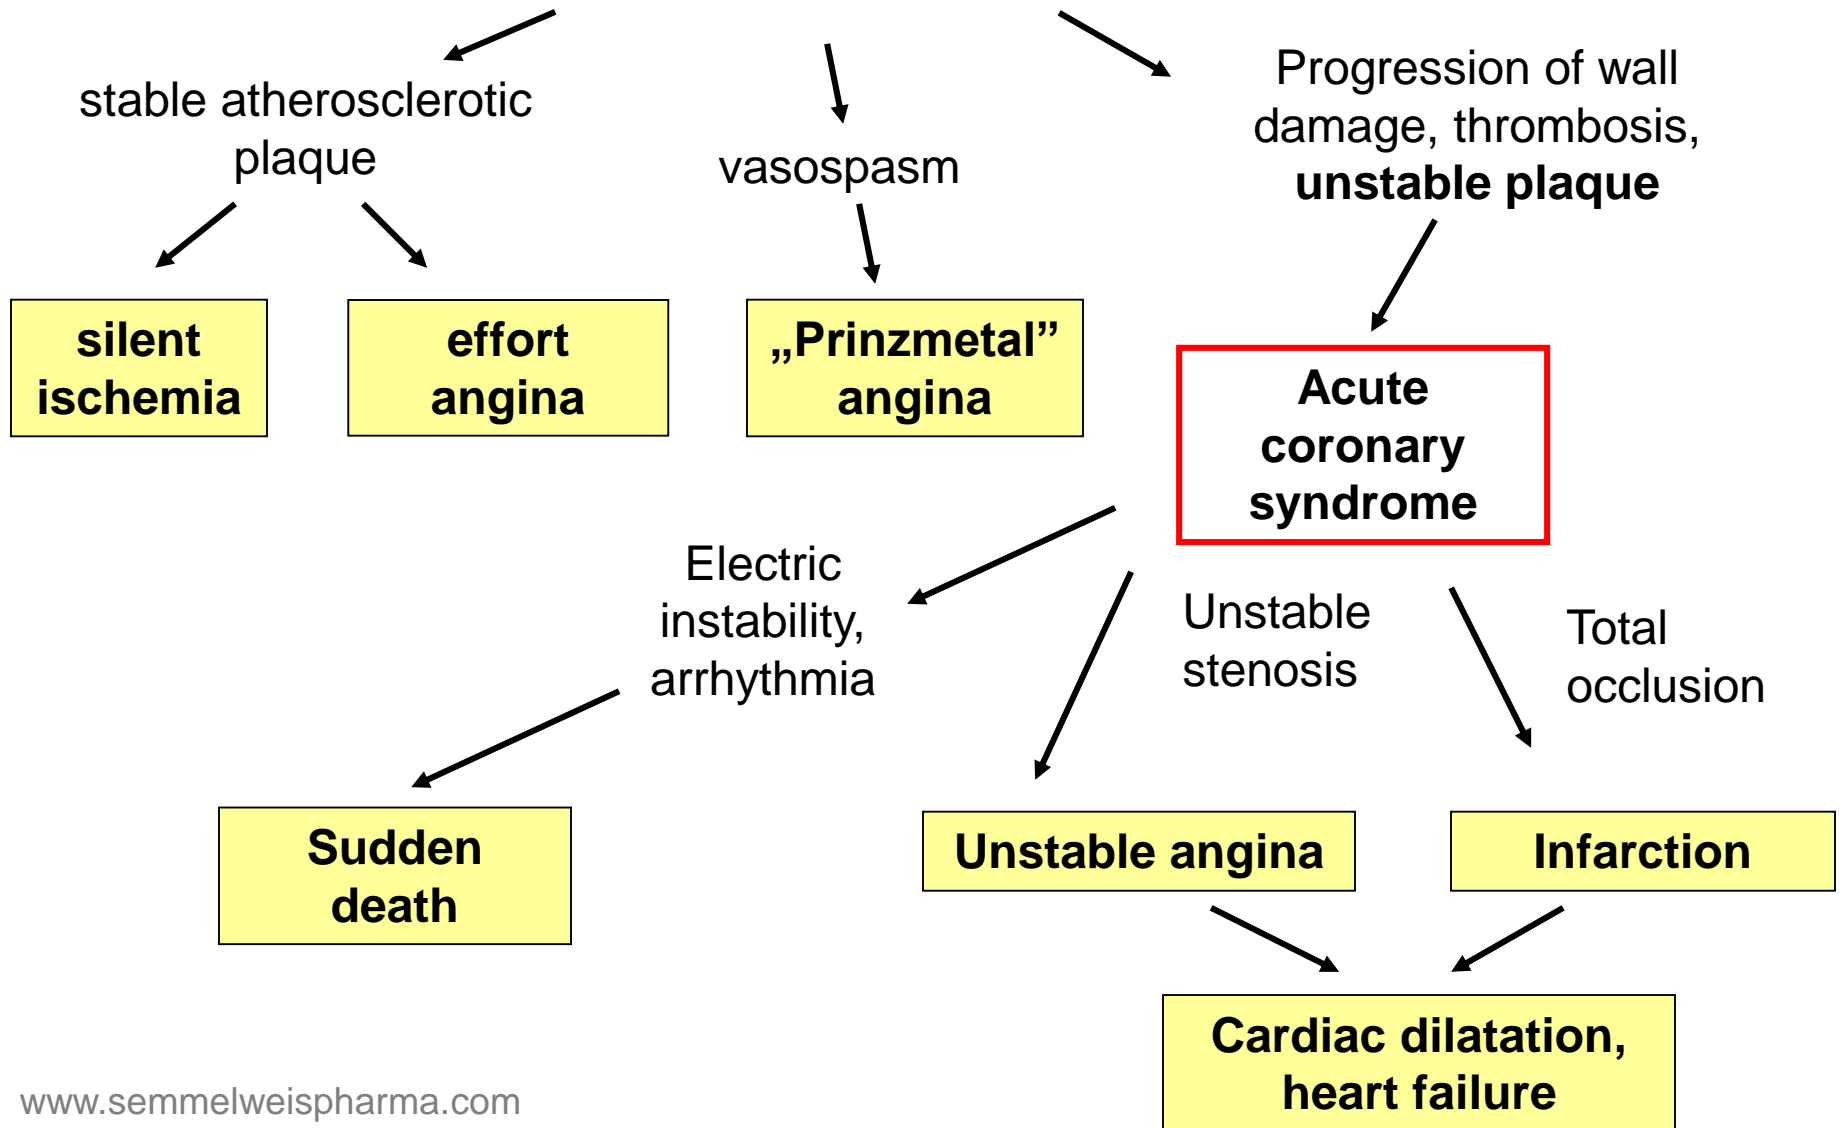 stable atherosclerotic
plaque
vasospasm
Progression of wall
damage, thrombosis,
unstable plaque
silent
ischemia
effort
angina
„Prinzmetal”
angina
Acute
coronary
syndrome
Electric
instability,
arrhythmia
Unstable
stenosis
Total
occlusion
Sudden
death
Unstable angina
Infarction
Cardiac dilatation,
heart failure
www.semmelweispharma.com